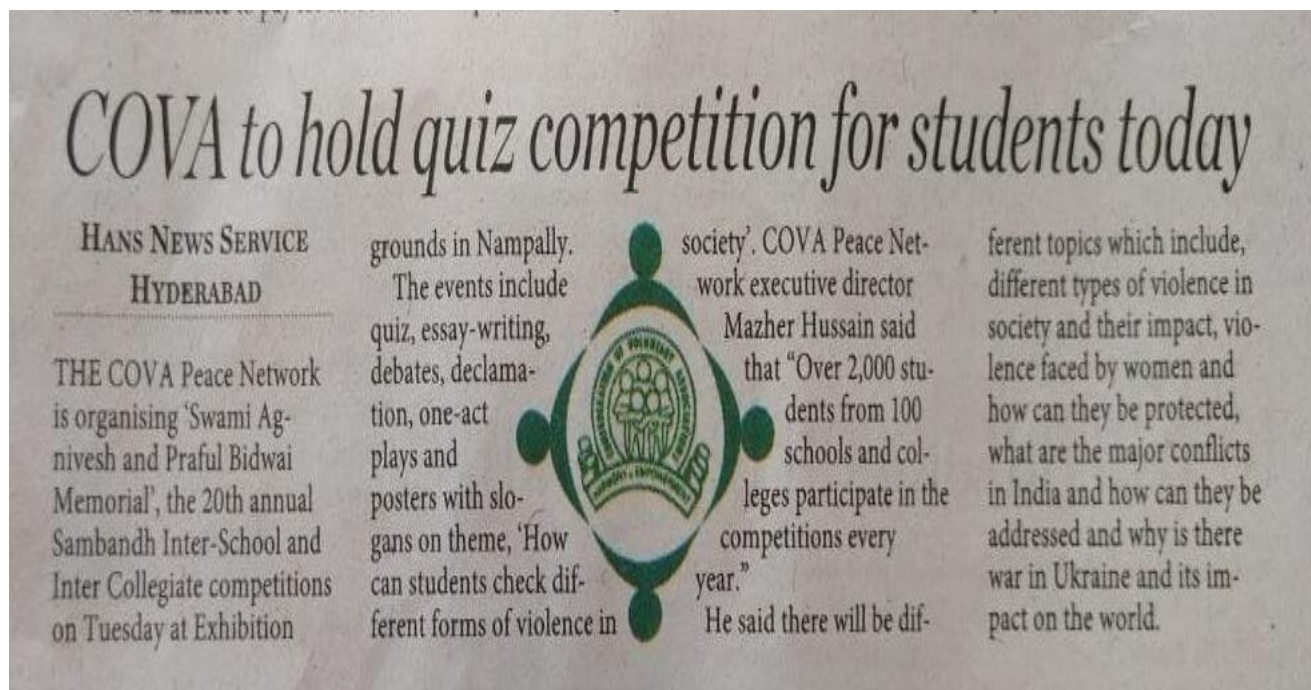 COVA to hold quiz competition for students today
HANS NEWS SERVICE
HYDERABAD
THE COVA Peace Network
is organising ‘Swami Ag-
nivesh and Praful Bidwai
Memorial’, the 20th annual
Sambandh Inter-School and
Inter Collegiate competitions
on Tuesday at Exhibition
grounds in Nampally.
The events include
quiz, essay-writing,
debates, declama-
tion, one-act
plays and
posters with slo-
gans on theme, ‘How
can students check dif-
ferent forms of violence in
society’. COVA Peace Net-
work executive director
Mazher Hussain said
that “Over 2,000 stu-
dents from 100
schools and col-
leges participate in the
competitions every
year.”
He said there will be dif-
ferent topics which include,
different types of violence in
society and their impact, vio-
lence faced by women and
how can they be protected,
what are the major conflicts
in India and how can they be
addressed and why is there
war in Ukraine and its im-
pact on the world.